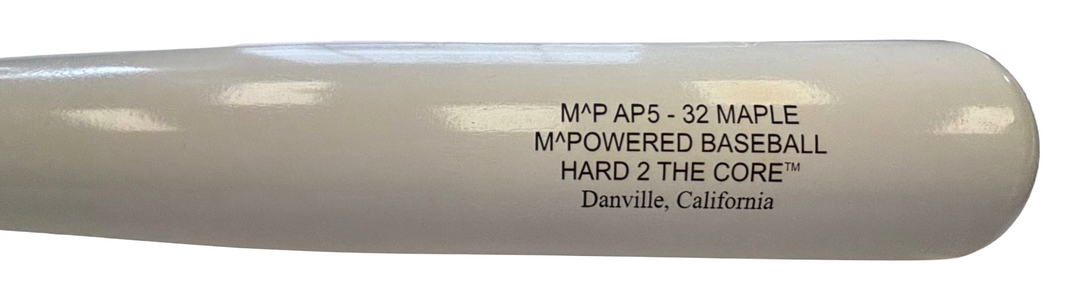 M^P AP5 - 32 MAPLE
M^POWERED BASEBALL
HARD 2 THE CORE™
Danville, California